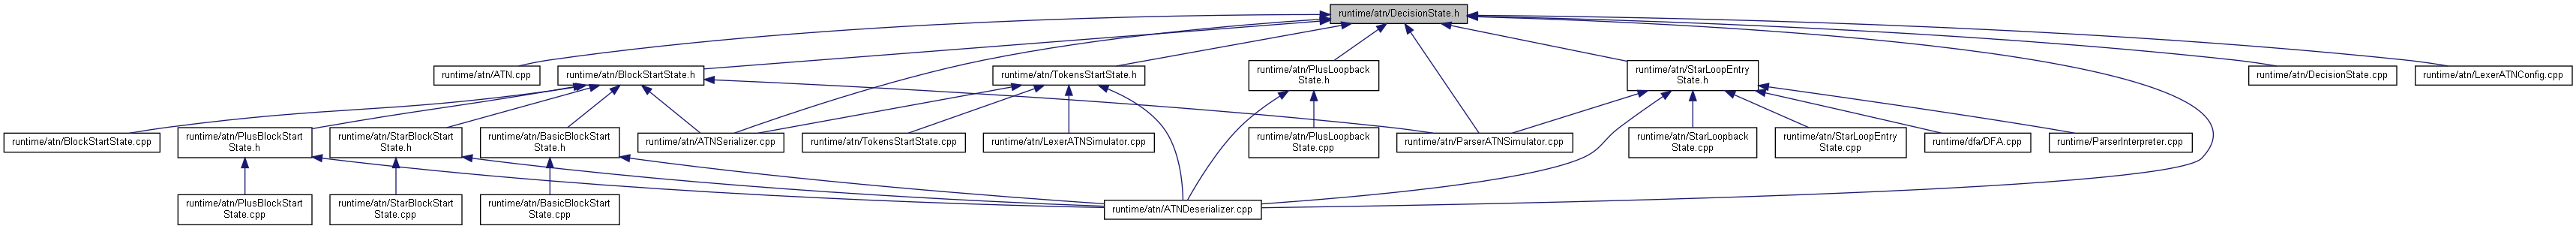 runtime/atn/DecisionState.h
runtime/atn/ATN.cpp
runtime/atn/BlockStartState.h
runtime/atn/TokensStartState.h
runtime/atn/PlusLoopback
State.h
runtime/atn/StarLoopEntry
State.h
runtime/atn/DecisionState.cpp
runtime/atn/LexerATNConfig.cpp
runtime/atn/BlockStartState.cpp
runtime/atn/PlusBlockStart
State.h
runtime/atn/StarBlockStart
State.h
runtime/atn/BasicBlockStart
State.h
runtime/atn/ATNSerializer.cpp
runtime/atn/TokensStartState.cpp
runtime/atn/LexerATNSimulator.cpp
runtime/atn/PlusLoopback
State.cpp
runtime/atn/ParserATNSimulator.cpp
runtime/atn/StarLoopback
State.cpp
runtime/atn/StarLoopEntry
State.cpp
runtime/dfa/DFA.cpp
runtime/ParserInterpreter.cpp
runtime/atn/PlusBlockStart
State.cpp
runtime/atn/StarBlockStart
State.cpp
runtime/atn/BasicBlockStart
State.cpp
runtime/atn/ATNDeserializer.cpp